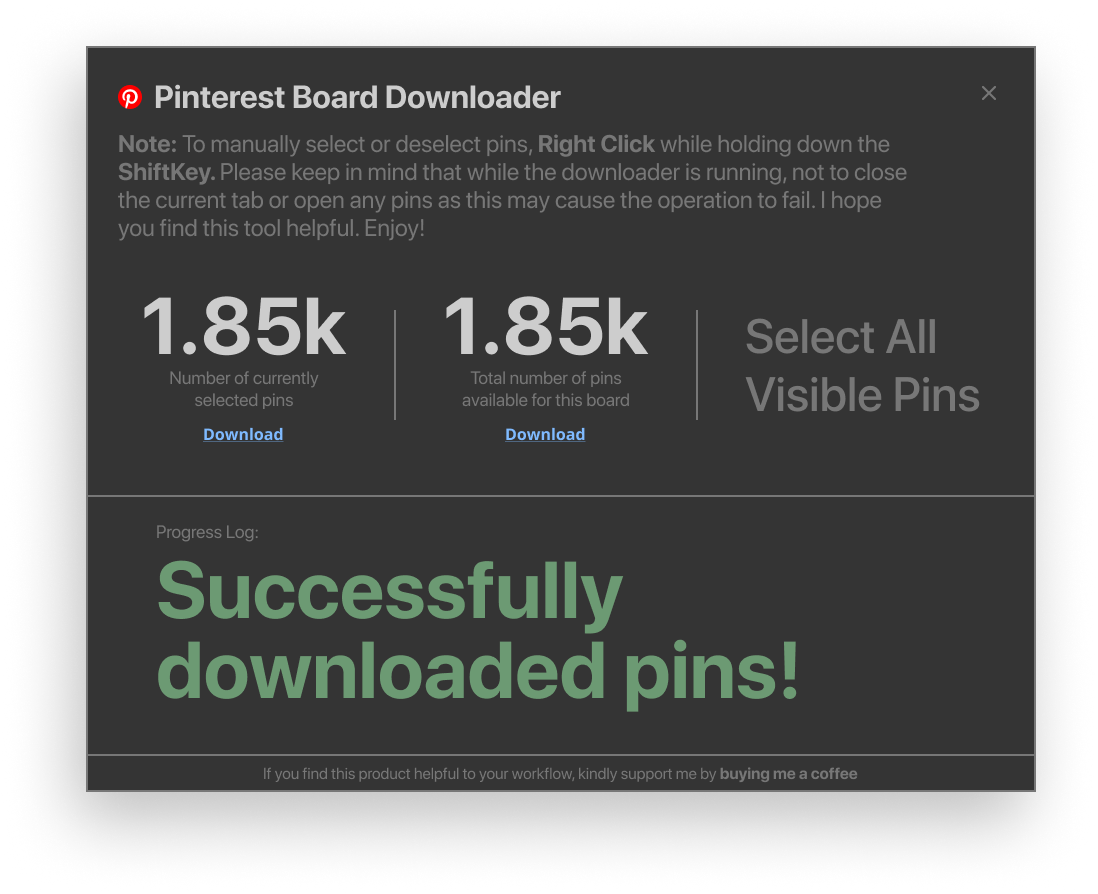 Pinterest Board Downloader
Note: To manually select or deselect pins, Right Click while holding down the
ShiftKey. Please keep in mind that while the downloader is running, not to close
the current tab or open any pins as this may cause the operation to fail. I hope
you find this tool helpful. Enjoy!
1.85k
Number of currently
selected pins
Download
1.85k
Total number of pins
available for this board
Download
Select All
Visible Pins
Progress Log:
Successfully
downloaded pins!
If you find this product helpful to your workflow, kindly support me by buying me a coffee